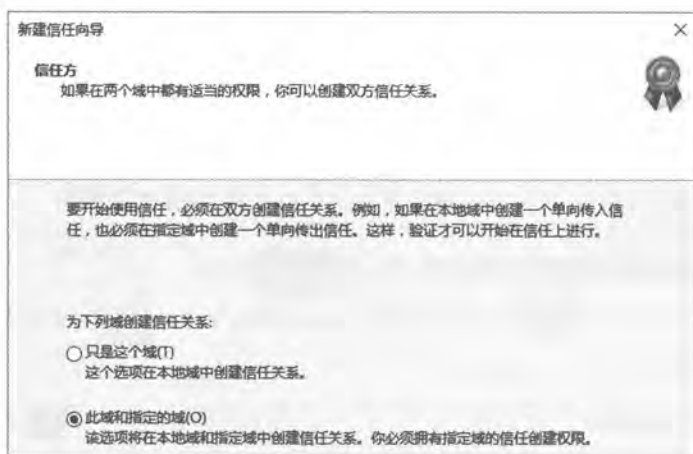 新建信任向导
信任方
如果在两个域中都有适当的权限，你可以创建双方信任关系。
要开始使用信任，必须在双方创建信任关系。例如，如果在本地域中创建一个单向传入信
任，也必须在指定域中创建一个单向传出信任。这样，验证才可以开始在信任上进行。
为下列域创建信任关系:
只是这个域(T)
这个选项在本地域中创建信任关系。
此域和指定的域(O)
该选项将在本地域和指定域中创建信任关系。你必须拥有指定域的信任创建权限。